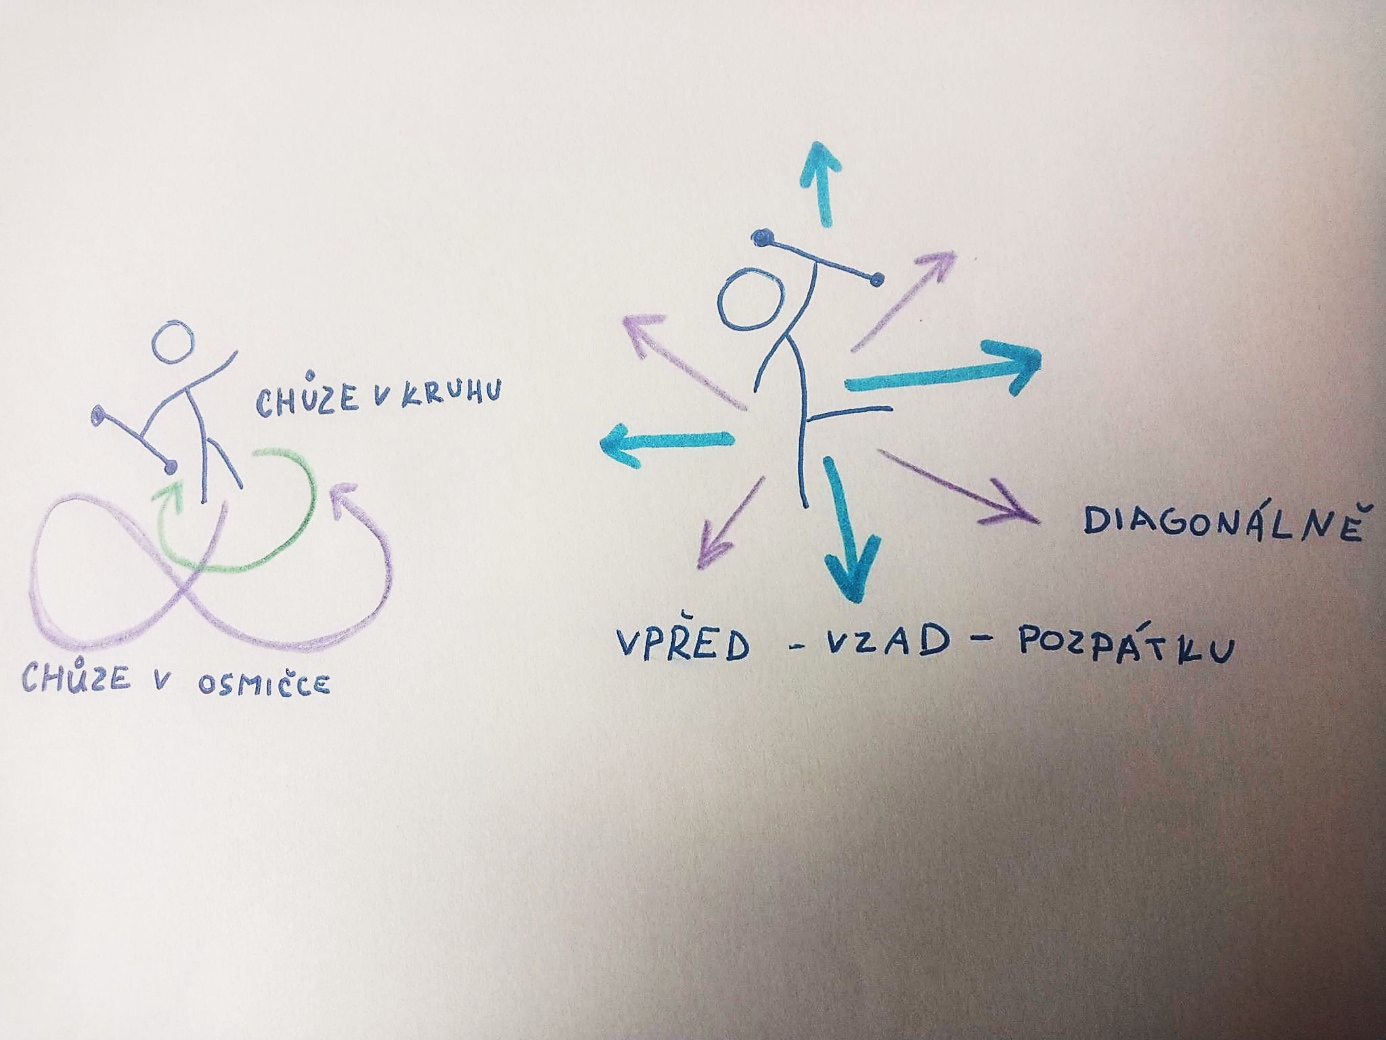 CHŮZE V KRUHU
CHŮZE V OSMIČCE
DIAGONÁLNĚ
VPŘED - VZAD - POZPÁTKU